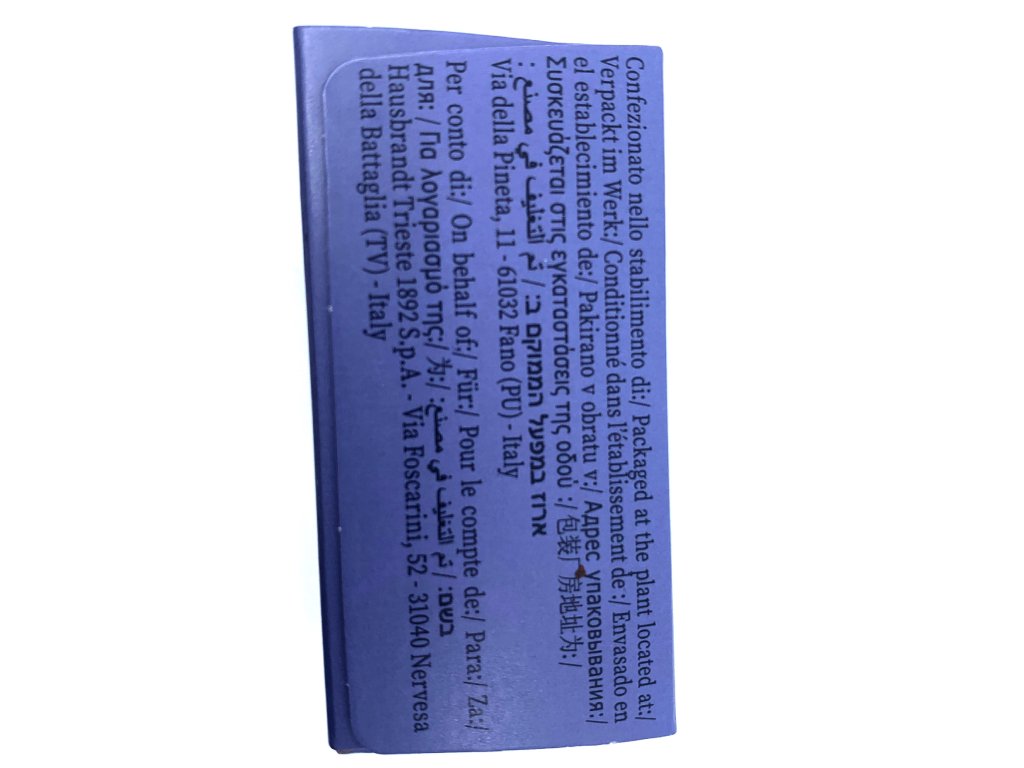 Confezionato nello stabilimento di:/ Packaged at the plant located at:/
Verpackt im Werk:/ Conditionné dans l'établissement de :/ Envasado en
el establecimiento de:/ Pakirano v obratu v:/ Адрес упаковывания:/
Συσκευάζεται στις εγκαταστάσεις της οδού :/ 包装厂房地址为:/
: تم التغليف في مصنع / :ארוז במפעל הממוקם ב
Via della Pineta, 11 - 61032 Fano (PU) - Italy
Per conto di:/ On behalf of:/ Für:/ Pour le compte de:/ Para:/ Za:/
для: / Για λογαριασμό της:/ 为:/ :تم التغليف في مصنع / :בשם
Hausbrandt Trieste 1892 S.p.A. - Via Foscarini, 52 - 31040 Nervesa
della Battaglia (TV) - Italy